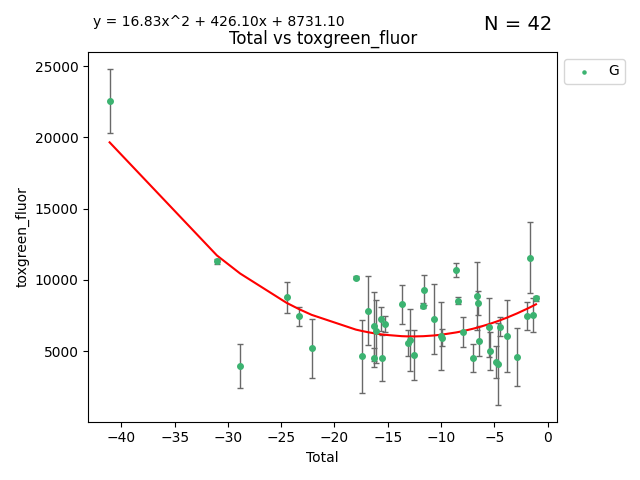 y = 16.83x^2 + 426.10x + 8731.10
N = 42
Total vs toxgreen_fluor
G
25000
20000
15000
10000
5000
toxgreen_fluor
−40 −35 −30 −25 −20 −15 −10 −5 0
Total